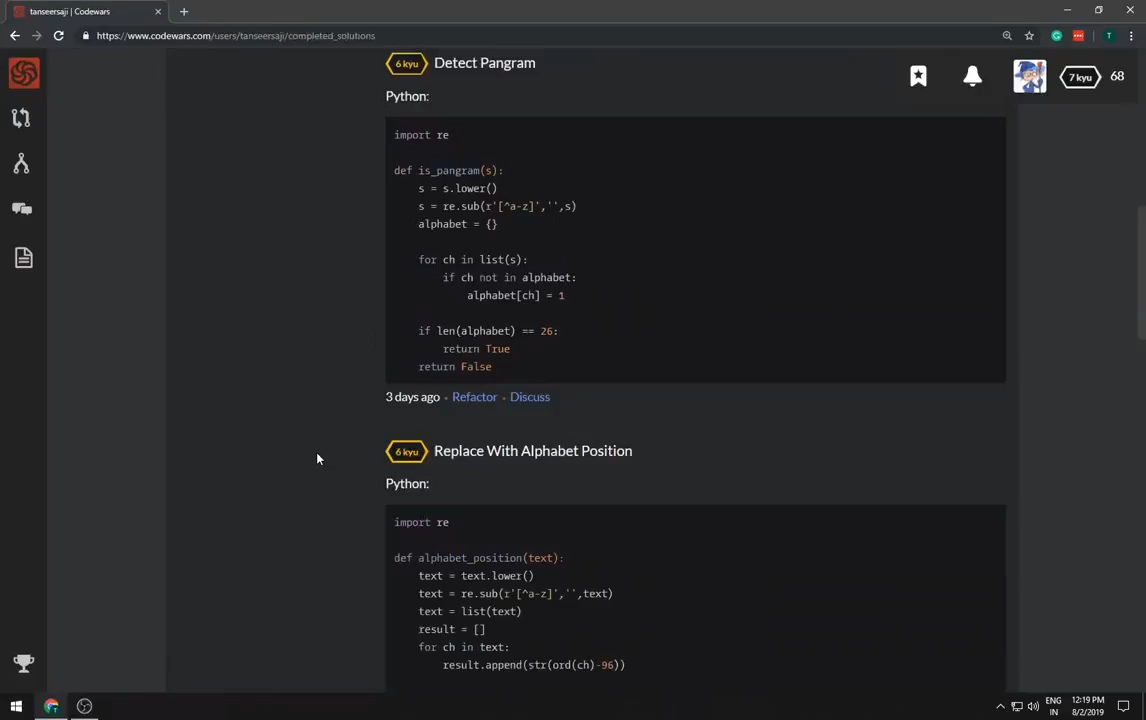 tanseersaji | Codewars
https://www.codewars.com/users/tanseersaji/completed_solutions
T
6 kyu Detect Pangram
7 kyu 68
Python:
import re
def is_pangram(s):
s = s.lower()
s = re.sub(r'[^a-z]','',s)
alphabet = {}
for ch in list(s):
if ch not in alphabet:
alphabet[ch] = 1
if len(alphabet) == 26:
return True
return False
3 days ago • Refactor • Discuss
6 kyu Replace With Alphabet Position
Python:
import re
def alphabet_position(text):
text = text.lower()
text = re.sub(r'[^a-z]','',text)
text = list(text)
result = []
for ch in text:
result.append(str(ord(ch)-96))
ENG
IN
12:19 PM
8/2/2019